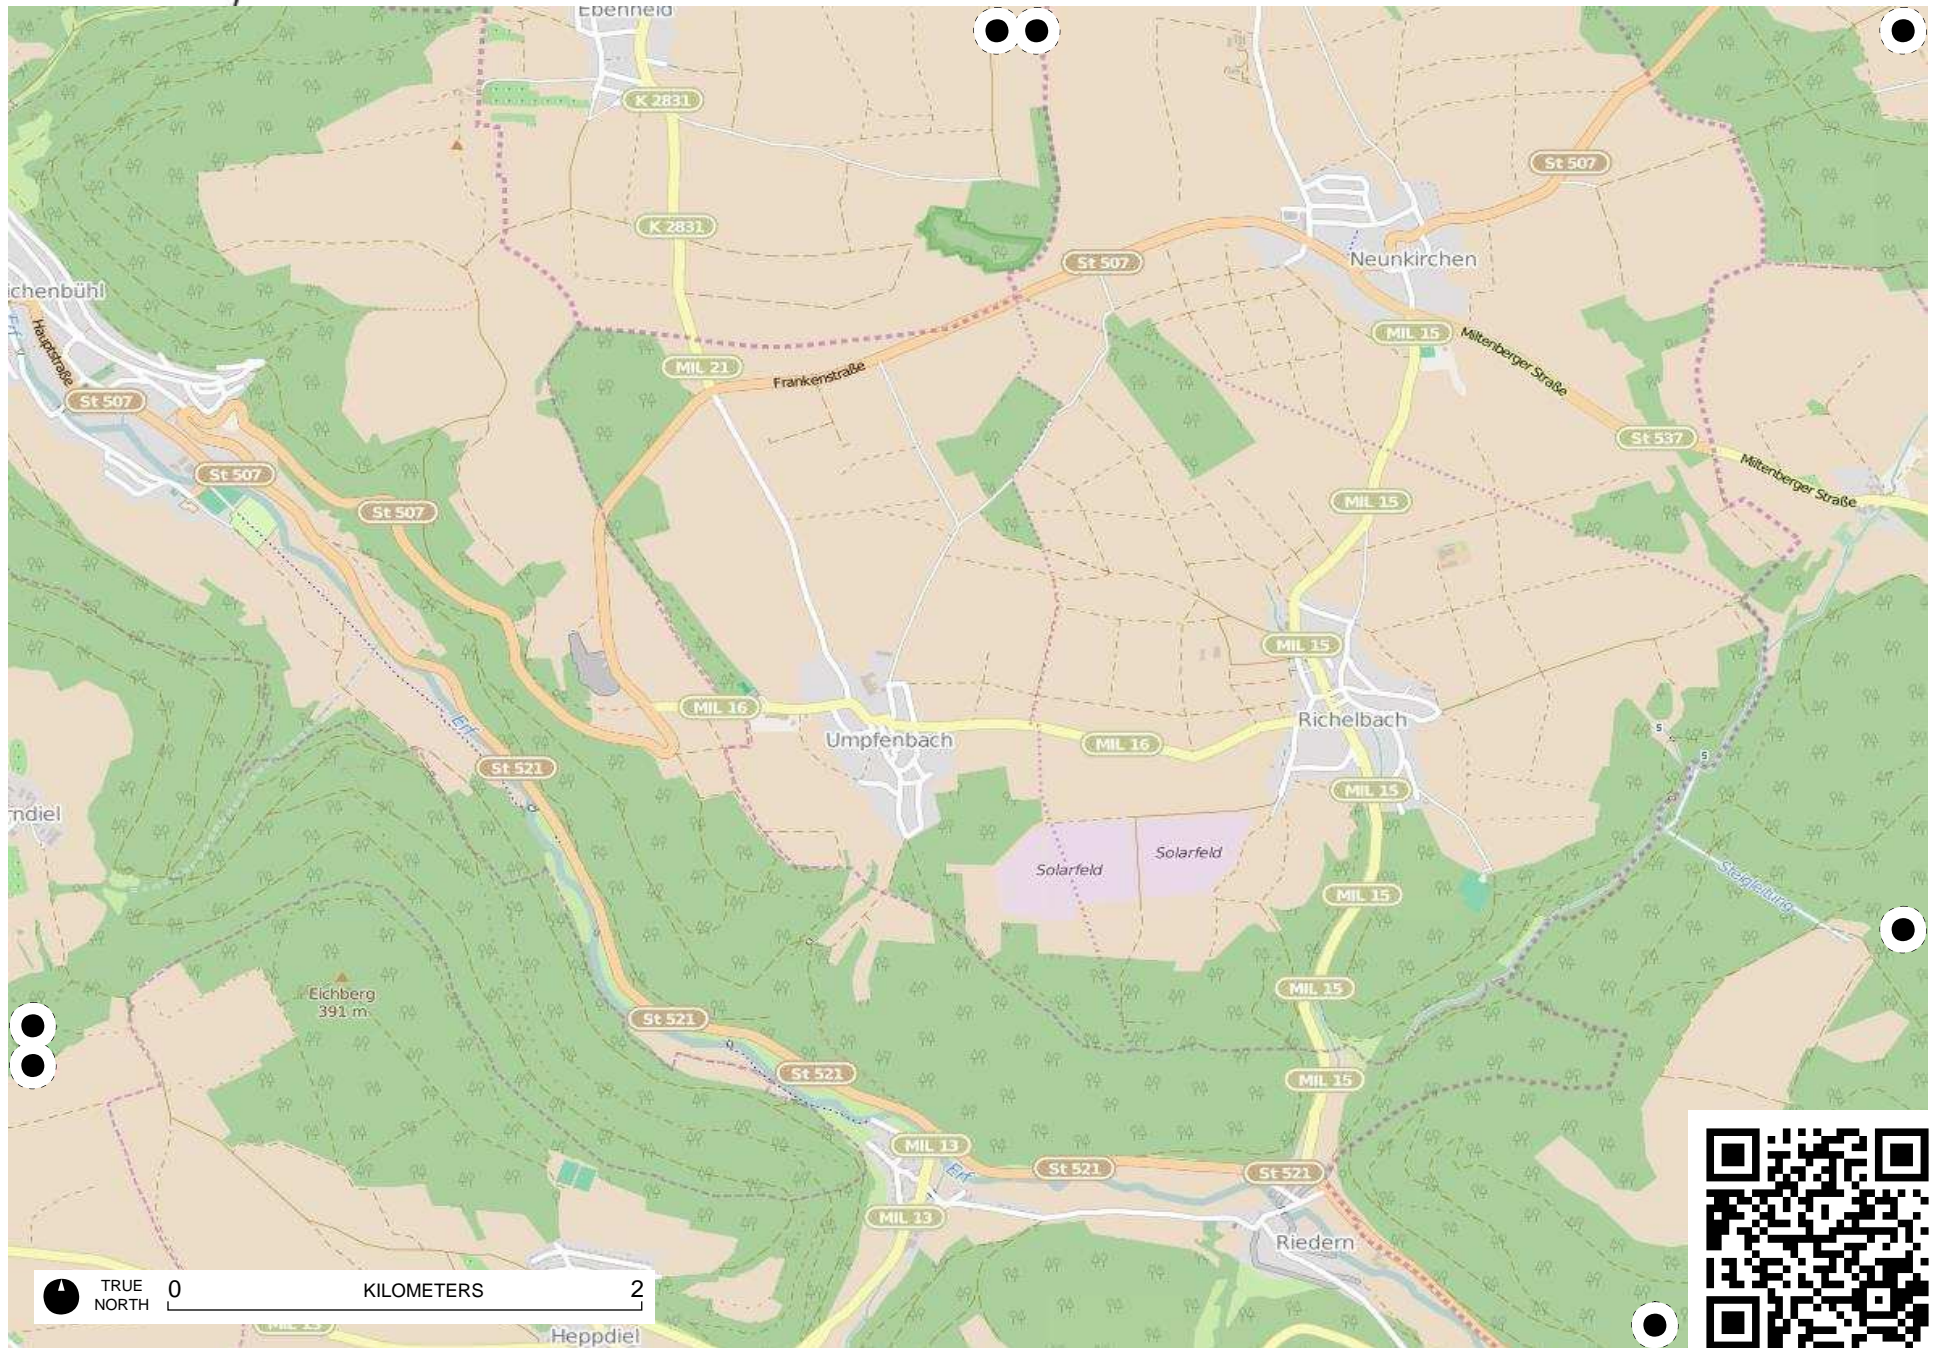 K 2831
St 507
K 2831
St 507
Neunkirchen
ichenbühl
Erf
Hauptstraße
MIL 15
Miltenberger Straße
MIL 21
Frankenstraße
St 507
St 537
Miltenberger Straße
St 507
St 507
MIL 15
MIL 15
MIL 16
Richelbach
Erf
Umpfenbach
MIL 16
S
S
St 521
MIL 15
rndiel
Solarfeld
Solarfeld
Steigleitung
MIL 15
Eichberg
391 m
MIL 15
St 521
St 521
MIL 15
MIL 13
Erf
St 521
St 521
MIL 13
Riedern
TRUE
NORTH
0 KILOMETERS 2
Heppdiel